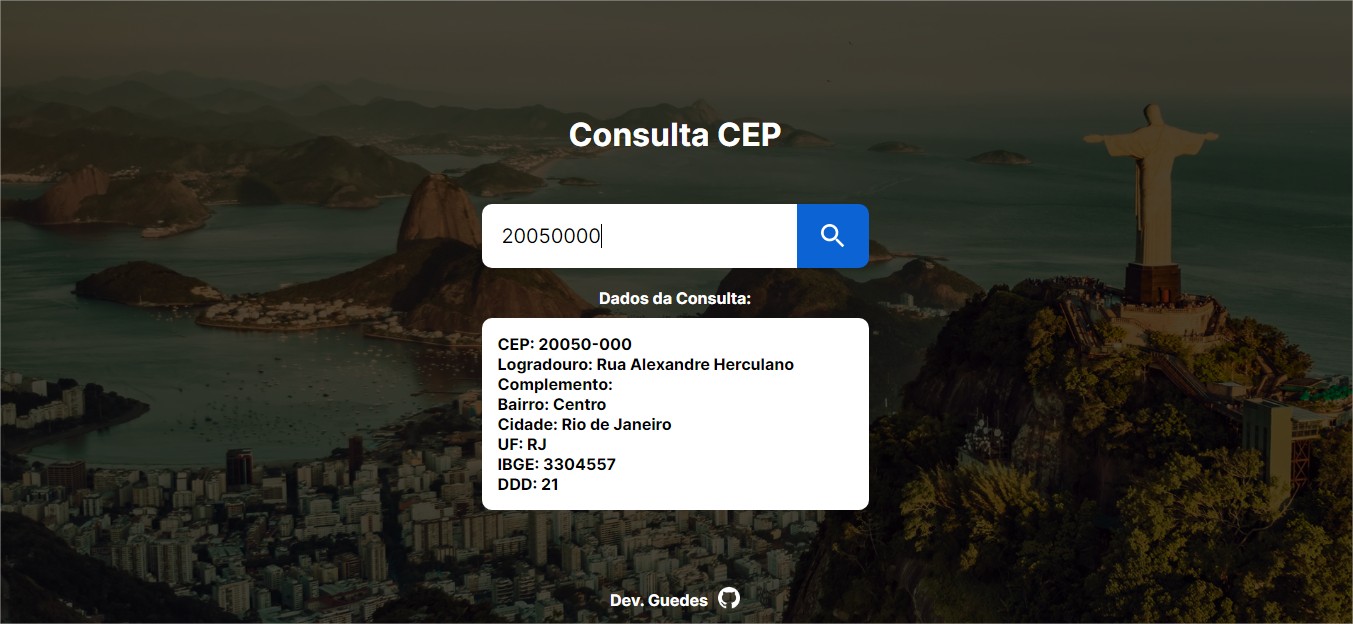 Consulta CEP
20050000
Dados da Consulta:
CEP: 20050-000
Logradouro: Rua Alexandre Herculano
Complemento:
Bairro: Centro
Cidade: Rio de Janeiro
UF: RJ
IBGE: 3304557
DDD: 21
Dev. Guedes